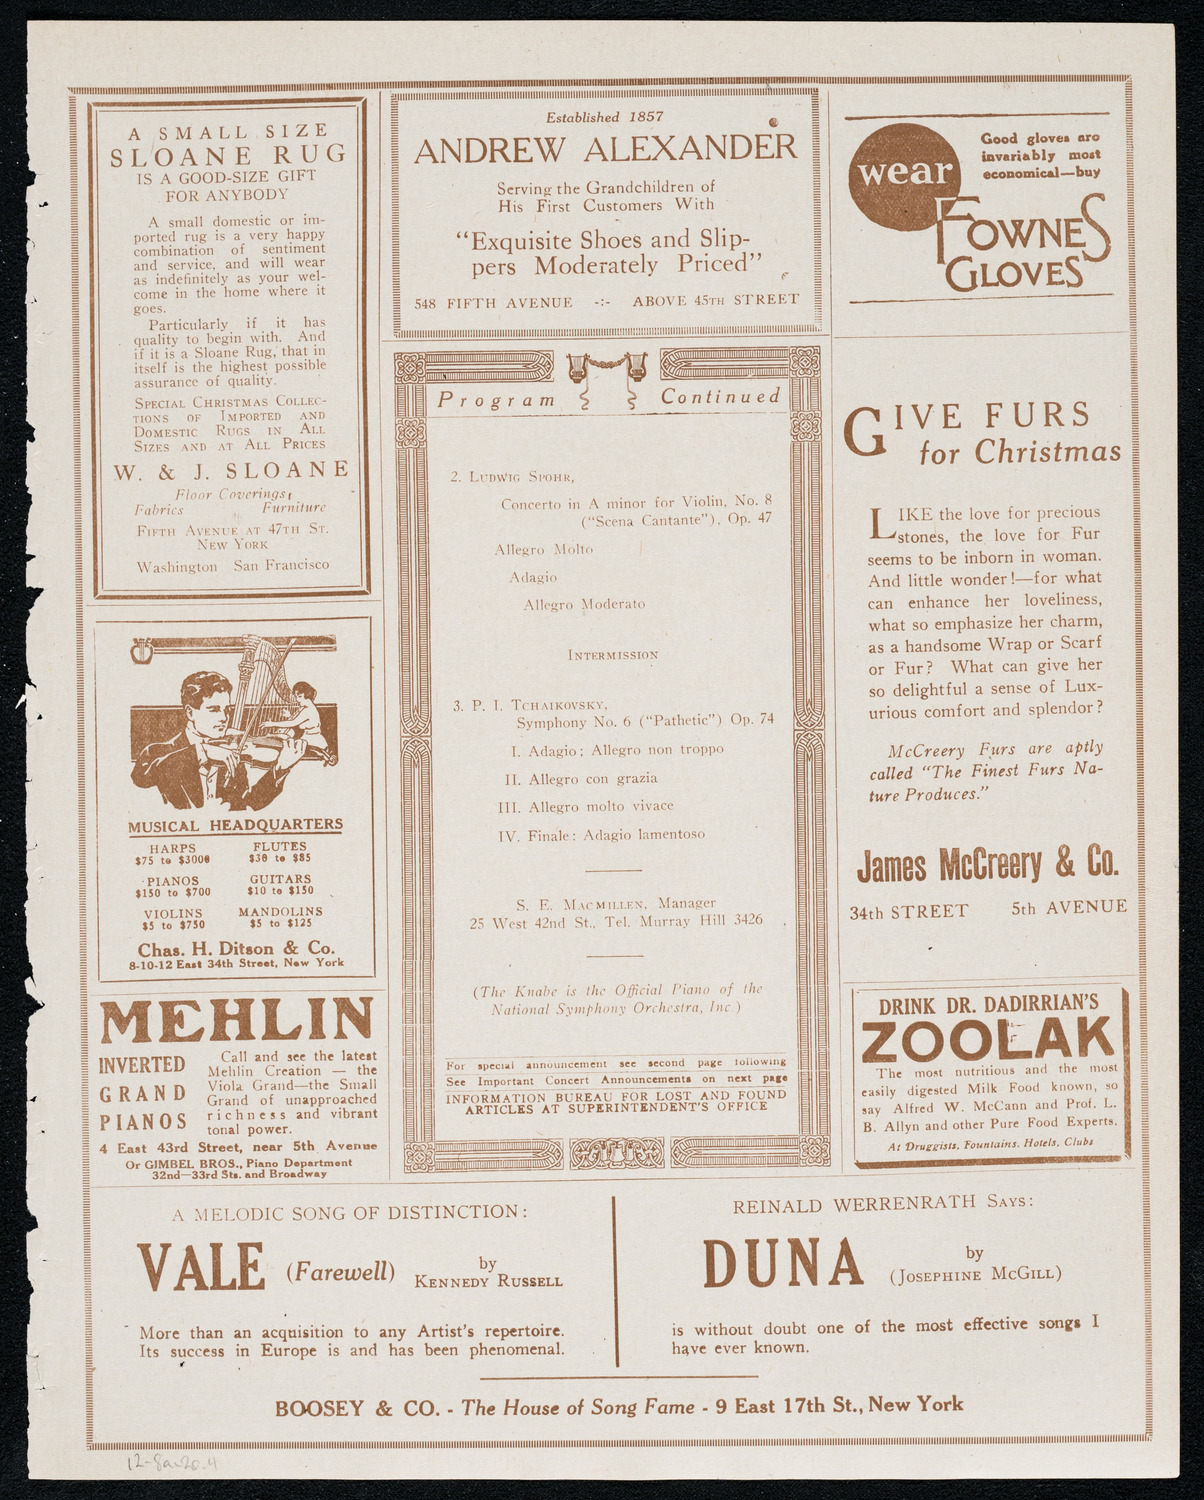 A SMALL SIZE
SLOANE RUG
IS A GOOD-SIZE GIFT
FOR ANYBODY
A small domestic or im-
ported rug is a very happy
combination of sentiment
and service, and will wear
as indefinitely as your wel-
come in the home where it
goes.
Particularly if it has
quality to begin with. And
if it is a Sloane Rug, that in
itself is the highest possible
assurance of quality.
SPECIAL CHRISTMAS COLLEC-
TIONS OF IMPORTED AND
DOMESTIC RUGS IN ALL
SIZES AND AT ALL PRICES
W. & J. SLOANE
Floor Coverings
Fabrics Furniture
FIFTH AVENUE AT 47TH ST.
NEW YORK
Washington San Francisco
MUSICAL HEADQUARTERS
HARPS FLUTES
$75 to $3000 $30 to $85
PIANOS GUITARS
$150 to $700 $10 to $150
VIOLINS MANDOLINS
$5 to $750 $5 to $125
Chas. H. Ditson & Co.
8-10-12 East 34th Street, New York
MEHLIN
INVERTED
GRAND
PIANOS
Call and see the latest
Mehlin Creation — the
Viola Grand—the Small
Grand of unapproached
richness and vibrant
tonal power.
4 East 43rd Street, near 5th Avenue
Or GIMBEL BROS., Piano Department
32nd—33rd Sts. and Broadway
Established 1857
ANDREW ALEXANDER
Serving the Grandchildren of
His First Customers With
"Exquisite Shoes and Slip-
pers Moderately Priced"
548 FIFTH AVENUE -:- ABOVE 45TH STREET
Program Continued
2. LUDWIG SPOHR,
Concerto in A minor for Violin, No. 8
("Scena Cantante"), Op. 47
Allegro Molto
Adagio
Allegro Moderato
INTERMISSION
3. P. I. TCHAIKOVSKY,
Symphony No. 6 ("Pathetic") Op. 74
I. Adagio; Allegro non troppo
II. Allegro con grazia
III. Allegro molto vivace
IV. Finale: Adagio lamentoso
S. E. MACMILLEN, Manager
25 West 42nd St., Tel. Murray Hill 3426
(The Knabe is the Official Piano of the
National Symphony Orchestra, Inc.)
For special announcement see second page following
See Important Concert Announcements on next page
INFORMATION BUREAU FOR LOST AND FOUND
ARTICLES AT SUPERINTENDENT'S OFFICE
wear
Good gloves are
invariably most
economical—buy
FOWNES
GLOVES
GIVE FURS
for Christmas
LIKE the love for precious
stones, the love for Fur
seems to be inborn in woman.
And little wonder!—for what
can enhance her loveliness,
what so emphasize her charm,
as a handsome Wrap or Scarf
or Fur? What can give her
so delightful a sense of Lux-
urious comfort and splendor?
McCreery Furs are aptly
called "The Finest Furs Na-
ture Produces."
James McCreery & Co.
34th STREET 5th AVENUE
DRINK DR. DADIRRIAN'S
ZOOLAK
The most nutritious and the most
easily digested Milk Food known, so
say Alfred W. McCann and Prof. L.
B. Allyn and other Pure Food Experts.
At Druggists, Fountains, Hotels, Clubs
A MELODIC SONG OF DISTINCTION:
VALE (Farewell) by
KENNEDY RUSSELL
More than an acquisition to any Artist's repertoire.
Its success in Europe is and has been phenomenal.
REINALD WERRENRATH SAYS:
DUNA by
(JOSEPHINE MCGILL)
is without doubt one of the most effective songs I
have ever known.
BOOSEY & CO. - The House of Song Fame - 9 East 17th St., New York